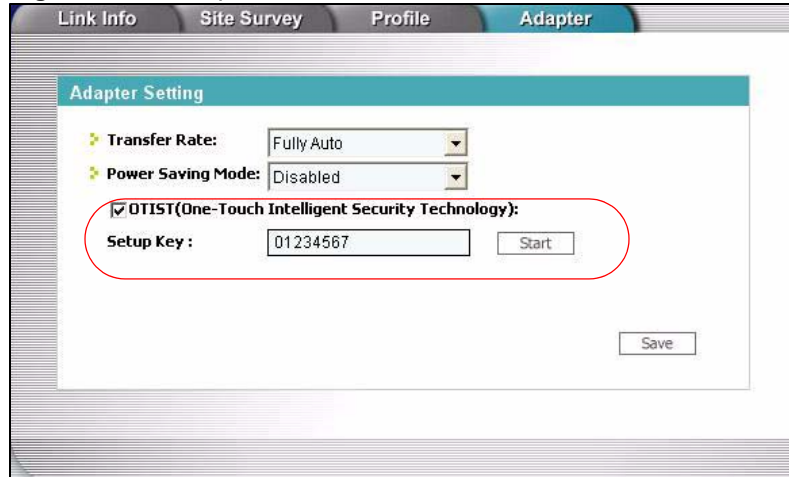 Link Info Site Survey Profile Adapter
Adapter Setting
Transfer Rate: Fully Auto
Power Saving Mode: Disabled
OTIST(One-Touch Intelligent Security Technology):
Setup Key : 01234567 Start
Save